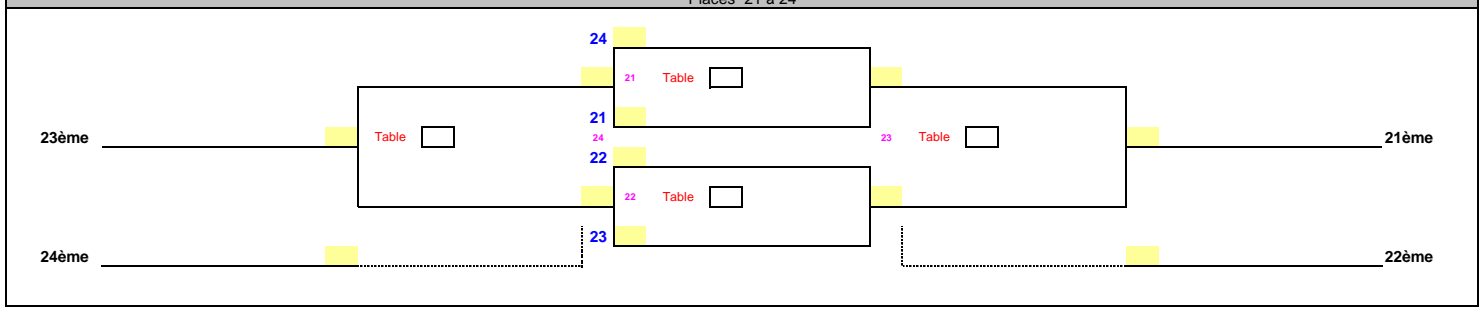 Places 21 à 24
24
21 Table
21
23ème Table 24 23 Table 21ème
22
22 Table
23
24ème 22ème